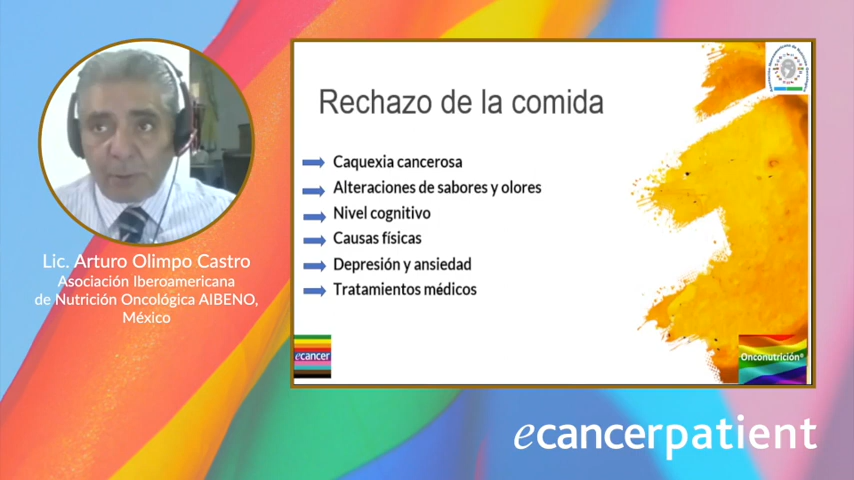 Rechazo de la comida
Caquexia cancerosa
Alteraciones de sabores y olores
Nivel cognitivo
Causas físicas
Depresión y ansiedad
Tratamientos médicos
Lic. Arturo Olimpo Castro
Asociación Iberoamericana
de Nutrición Oncológica AIBENO,
México
ecancer
Onconutrición®
ecancerpatient